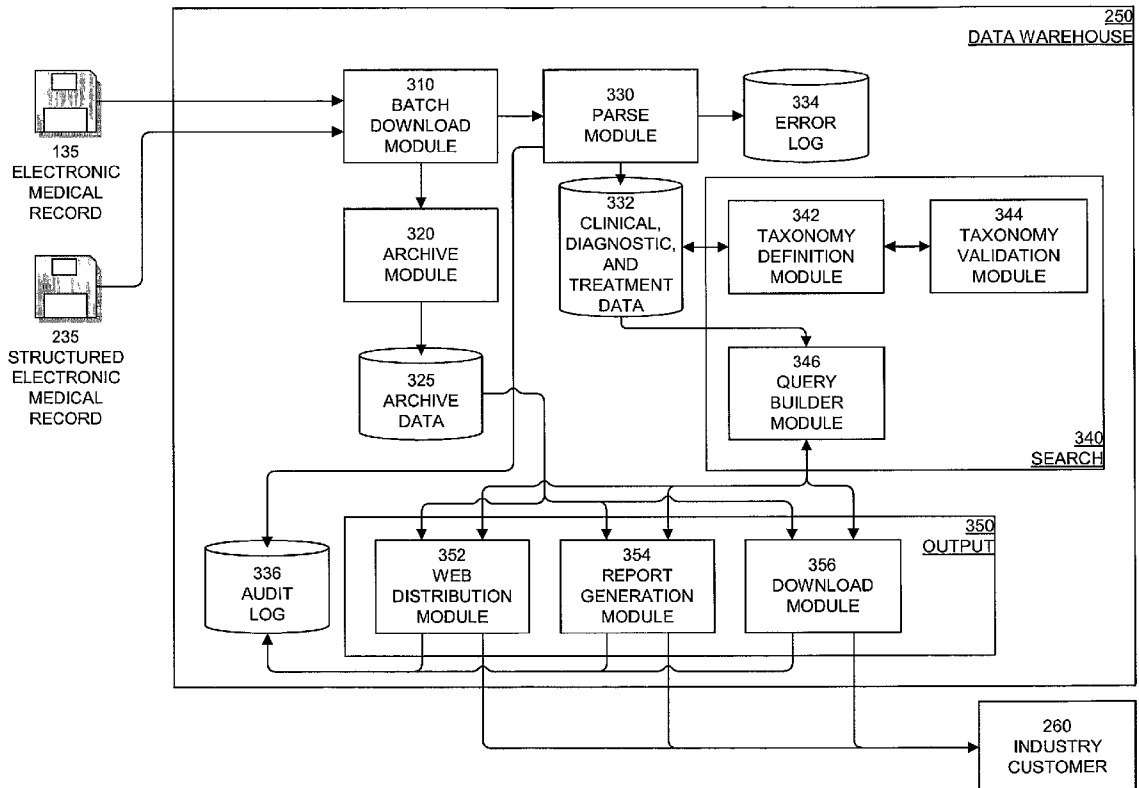 250
DATA WAREHOUSE
310
BATCH
DOWNLOAD
MODULE
330
PARSE
MODULE
334
ERROR
LOG
135
ELECTRONIC
MEDICAL
RECORD
320
ARCHIVE
MODULE
332
CLINICAL,
DIAGNOSTIC,
AND
TREATMENT
DATA
342
TAXONOMY
DEFINITION
MODULE
344
TAXONOMY
VALIDATION
MODULE
235
STRUCTURED
ELECTRONIC
MEDICAL
RECORD
325
ARCHIVE
DATA
346
QUERY
BUILDER
MODULE
340
SEARCH
350
OUTPUT
336
AUDIT
LOG
352
WEB
DISTRIBUTION
MODULE
354
REPORT
GENERATION
MODULE
356
DOWNLOAD
MODULE
260
INDUSTRY
CUSTOMER